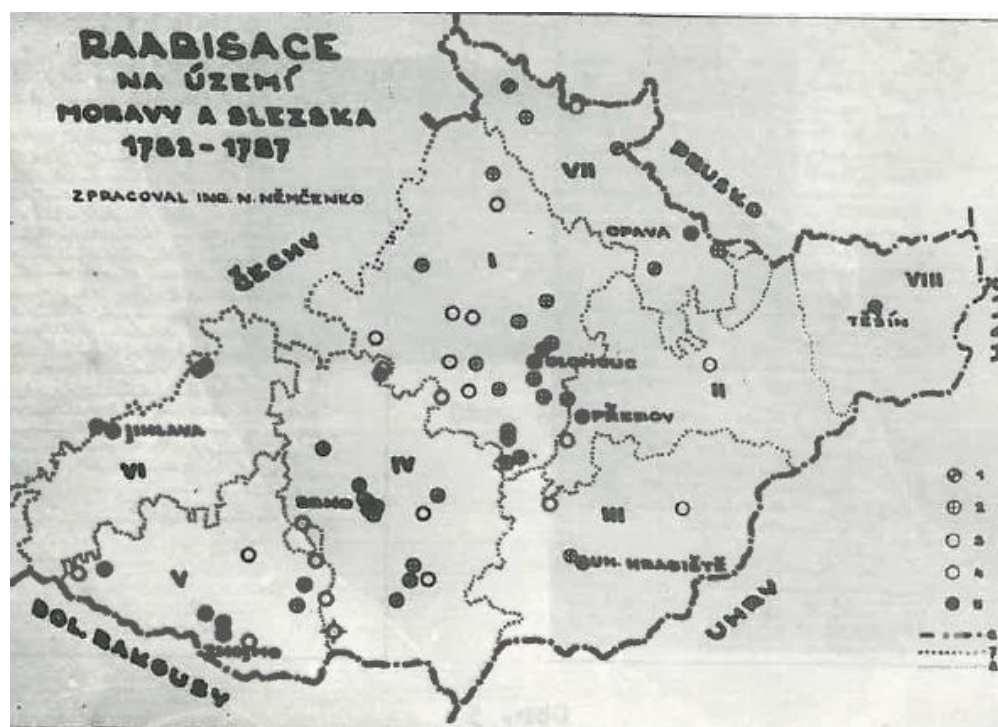 RAABISACE
NA ÚZEMÍ
MORAVY A SLEZSKA
1782-1787
ZPRACOVAL ING. N. NĚMČENKO
PRUSKO
VII
OPAVA
ČECHY
I
VIII
TĚŠÍN
OLOMOUC
II
PŘEROV
JIHLAVA
VI
IV
BRNO
III
UH. HRADIŠTĚ
V
ZNOJMO
DOL. RAKOUSY
UHRY
1
2
3
4
5
6
7
8